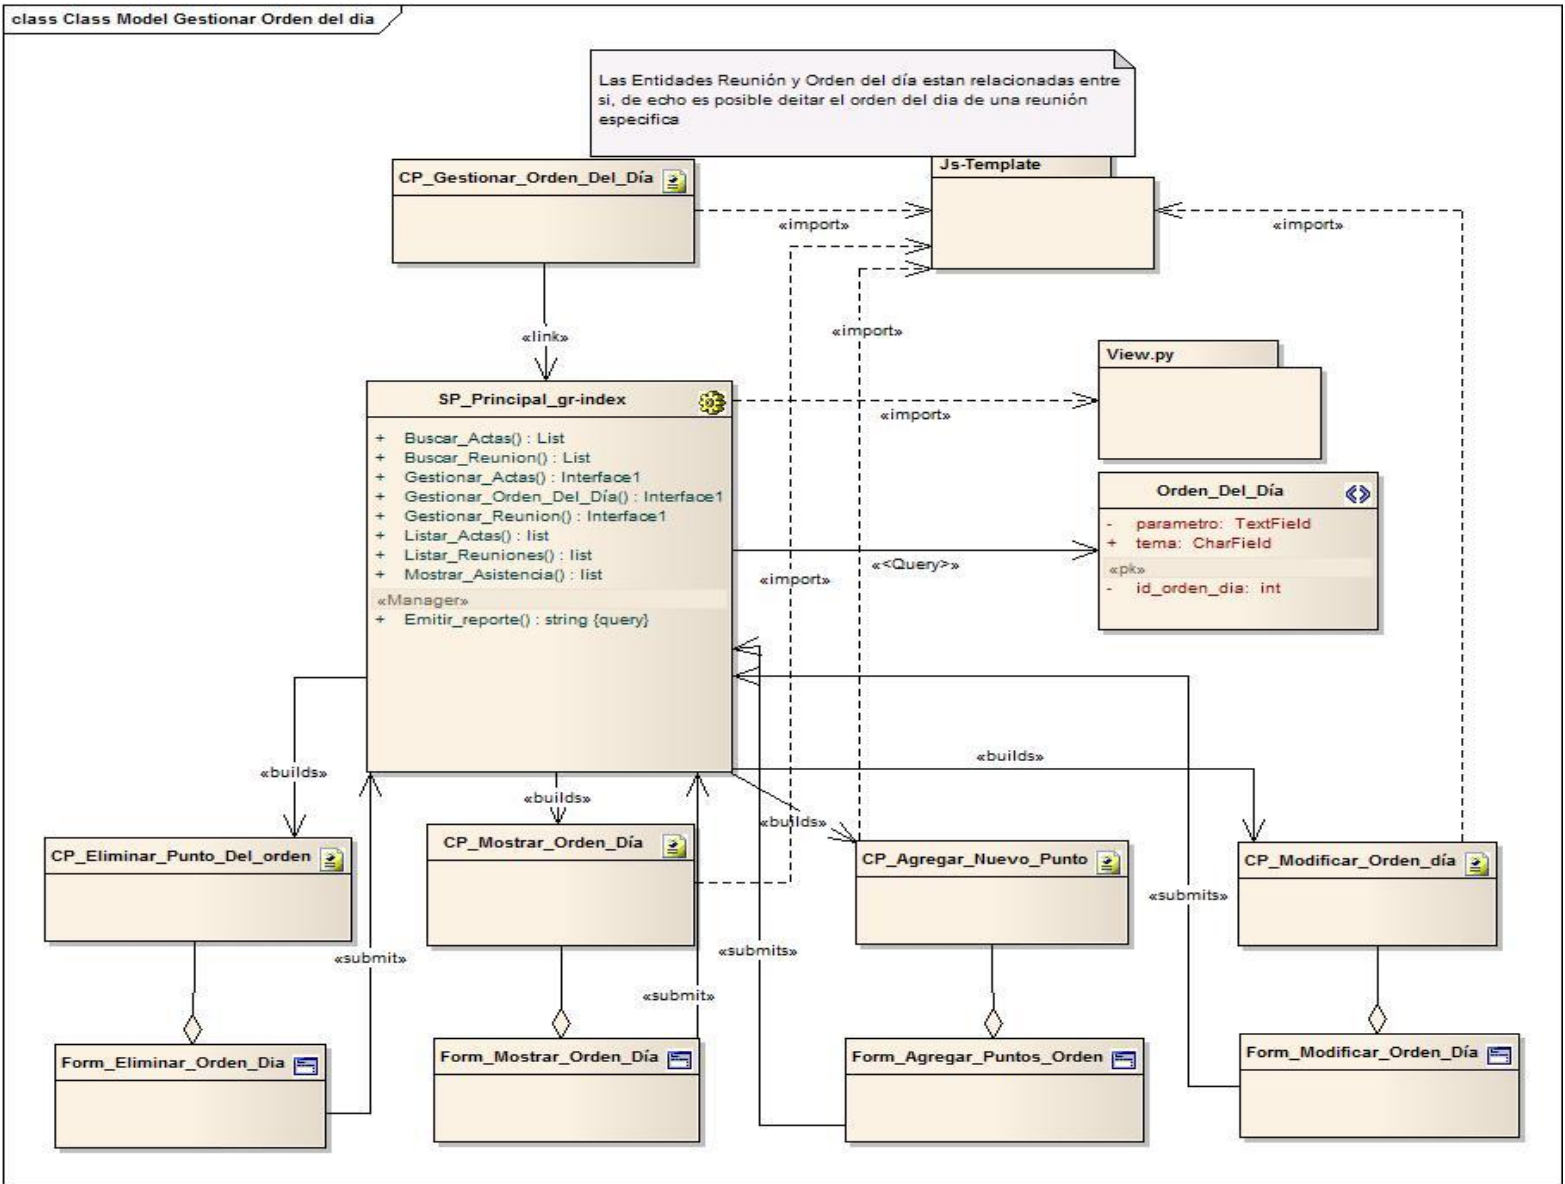 class Class Model Gestionar Orden del dia
Las Entidades Reunión y Orden del día estan relacionadas entre
si, de echo es posible deitar el orden del dia de una reunión
especifica
Js-Template
CP_Gestionar_Orden_Del_Día
«import»
«import»
«import»
«link»
View.py
SP_Principal_gr-index
«import»
+ Buscar_Actas() : List
+ Buscar_Reunion() : List
+ Gestionar_Actas() : Interface1
+ Gestionar_Orden_Del_Día() : Interface1
+ Gestionar_Reunion() : Interface1
+ Listar_Actas() : list
+ Listar_Reuniones() : list
+ Mostrar_Asistencia() : list
«Manager»
+ Emitir_reporte() : string {query}
Orden_Del_Día
- parametro: TextField
+ tema: CharField
«pk»
- id_orden_dia: int
«<Query>»
«import»
«builds»
«builds»
«builds»
«builds»
CP_Eliminar_Punto_Del_orden
CP_Mostrar_Orden_Día
CP_Agregar_Nuevo_Punto
CP_Modificar_Orden_día
«submits»
«submit»
«submits»
«submit»
Form_Eliminar_Orden_Dia
Form_Mostrar_Orden_Día
Form_Agregar_Puntos_Orden
Form_Modificar_Orden_Día